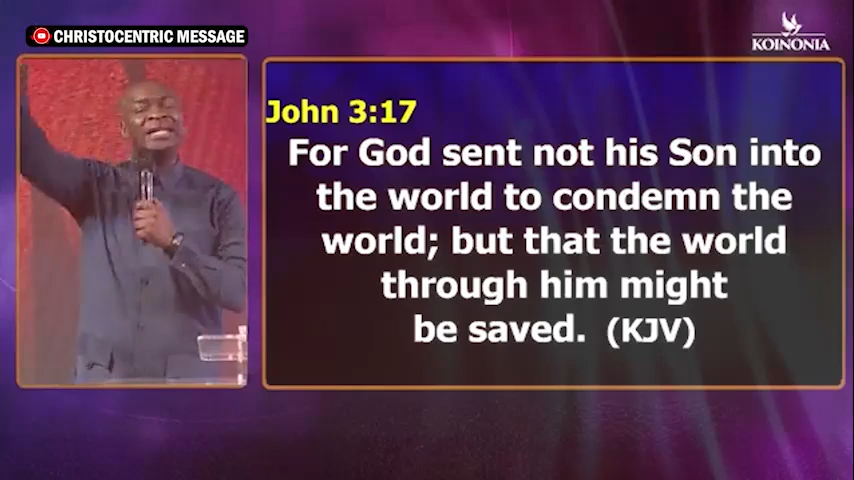 CHRISTOCENTRIC MESSAGE
KOINONIA
John 3:17
For God sent not his Son into
the world to condemn the
world; but that the world
through him might
be saved. (KJV)